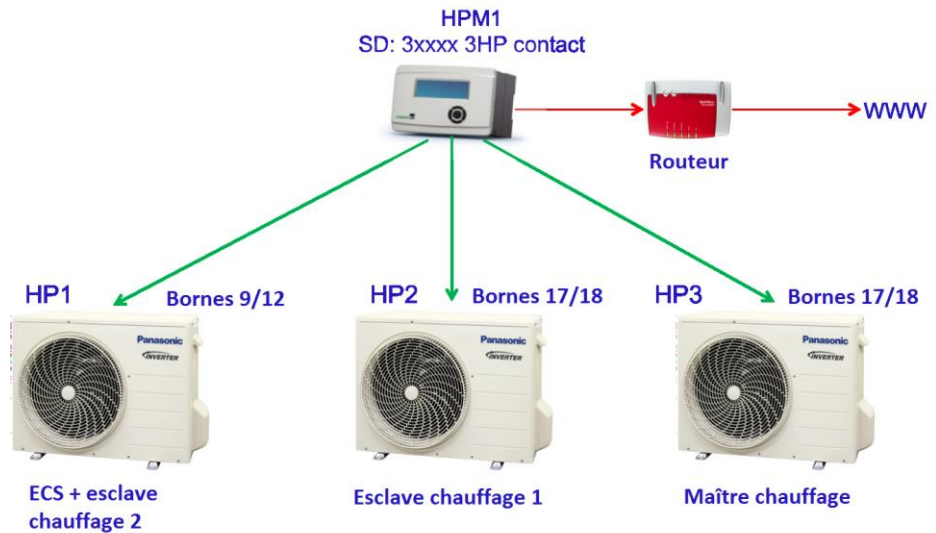 HPM1
SD: 3xxxx 3HP contact
Routeur
WWW
HP1
Bornes 9/12
HP2
Bornes 17/18
HP3
Bornes 17/18
Panasonic
INVERTER
Panasonic
INVERTER
Panasonic
INVERTER
ECS + esclave
chauffage 2
Esclave chauffage 1
Maître chauffage